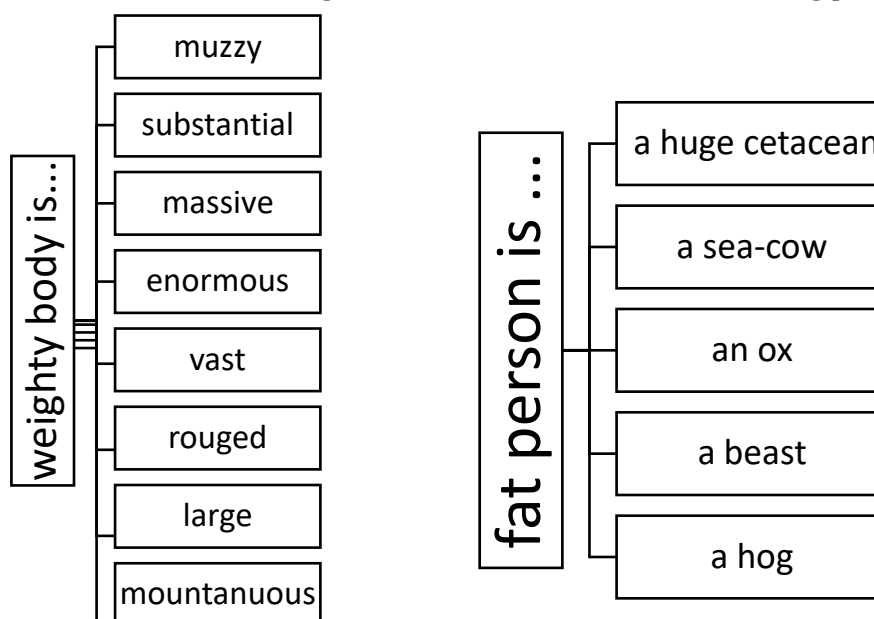 weighty body is...
muzzy
substantial
massive
enormous
vast
rouged
large
mountanuous
fat person is ...
a huge cetacean
a sea-cow
an ox
a beast
a hog